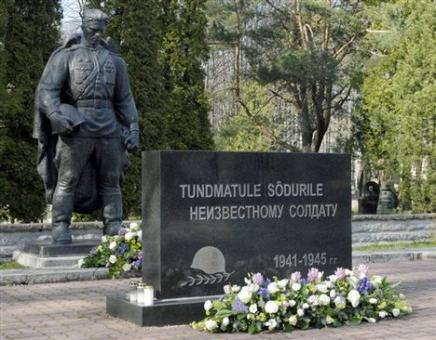 TUNDMATULE SÕDURILE
НЕИЗВЕСТНОМУ СОЛДАТУ
1941-1945 г.г.